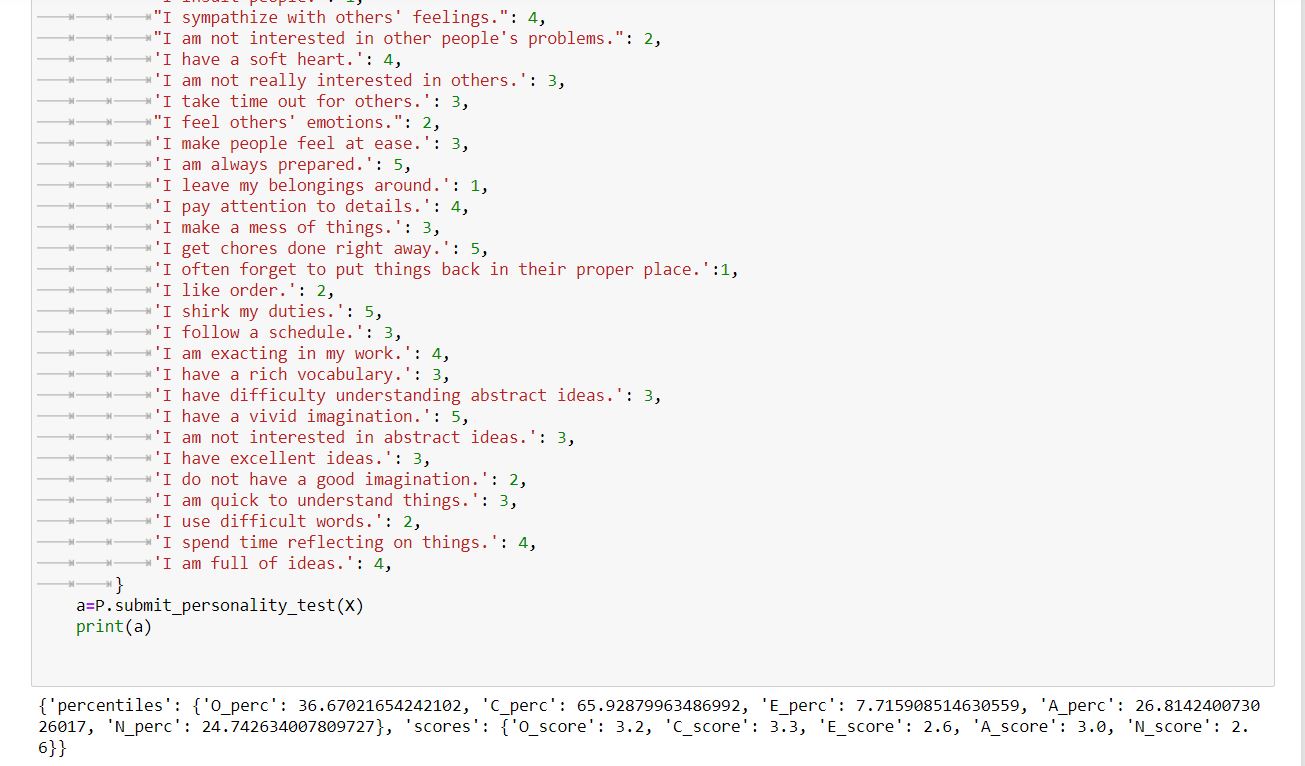 "I sympathize with others' feelings.": 4,
"I am not interested in other people's problems.": 2,
'I have a soft heart.': 4,
'I am not really interested in others.': 3,
'I take time out for others.': 3,
"I feel others' emotions.": 2,
'I make people feel at ease.': 3,
'I am always prepared.': 5,
'I leave my belongings around.': 1,
'I pay attention to details.': 4,
'I make a mess of things.': 3,
'I get chores done right away.': 5,
'I often forget to put things back in their proper place.':1,
'I like order.': 2,
'I shirk my duties.': 5,
'I follow a schedule.': 3,
'I am exacting in my work.': 4,
'I have a rich vocabulary.': 3,
'I have difficulty understanding abstract ideas.': 3,
'I have a vivid imagination.': 5,
'I am not interested in abstract ideas.': 3,
'I have excellent ideas.': 3,
'I do not have a good imagination.': 2,
'I am quick to understand things.': 3,
'I use difficult words.': 2,
'I spend time reflecting on things.': 4,
'I am full of ideas.': 4,
}
a=P.submit_personality_test(X)
print(a)
{'percentiles': {'O_perc': 36.67021654242102, 'C_perc': 65.92879963486992, 'E_perc': 7.715908514630559, 'A_perc': 26.8142400730
26017, 'N_perc': 24.742634007809727}, 'scores': {'O_score': 3.2, 'C_score': 3.3, 'E_score': 2.6, 'A_score': 3.0, 'N_score': 2.
6}}